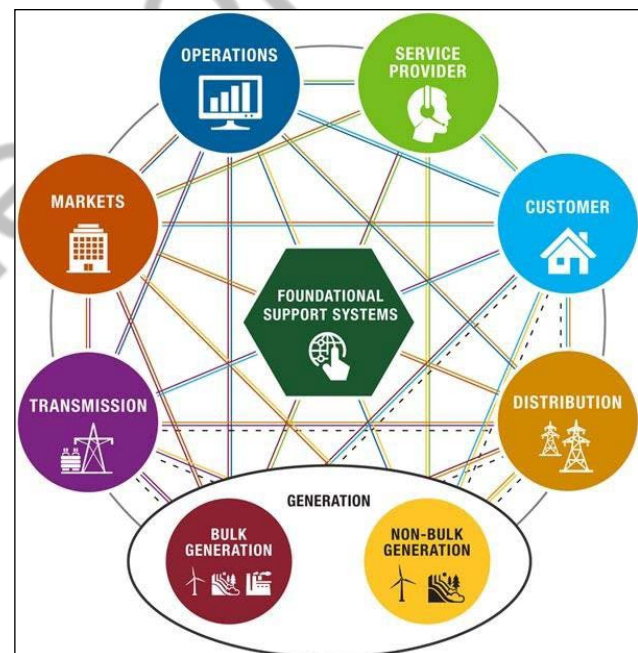 OPERATIONS
SERVICE
PROVIDER
MARKETS
CUSTOMER
FOUNDATIONAL
SUPPORT SYSTEMS
TRANSMISSION
DISTRIBUTION
GENERATION
BULK
GENERATION
NON-BULK
GENERATION